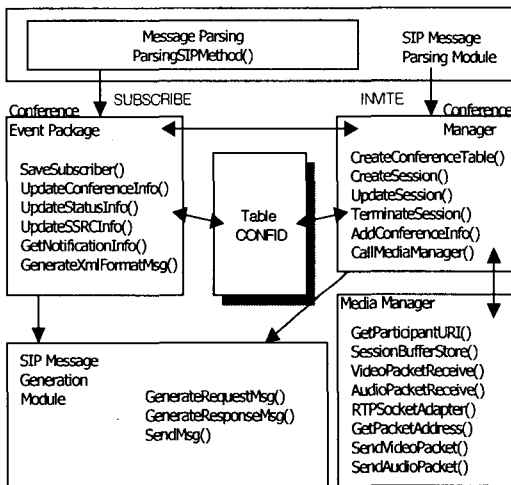 Message Parsing
ParsingSIPMethod()
SIP Message
Parsing Module
SUBSCRIBE
INVITE
Conference
Event Package
SaveSubscriber()
UpdateConferenceInfo()
UpdateStatusInfo()
UpdateSSRCInfo()
GetNotificationInfo()
GenerateXmlFormatMsg()
Table
CONFID
Conference
Manager
CreateConferenceTable()
CreateSession()
UpdateSession()
TerminateSession()
AddConferenceInfo()
CallMediaManager()
SIP Message
Generation
Module
GenerateRequestMsg()
GenerateResponseMsg()
SendMsg()
Media Manager
GetParticipantURI()
SessionBufferStore()
VideoPacketReceive()
AudioPacketReceive()
RTPSocketAdapter()
GetPacketAddress()
SendVideoPacket()
SendAudioPacket()